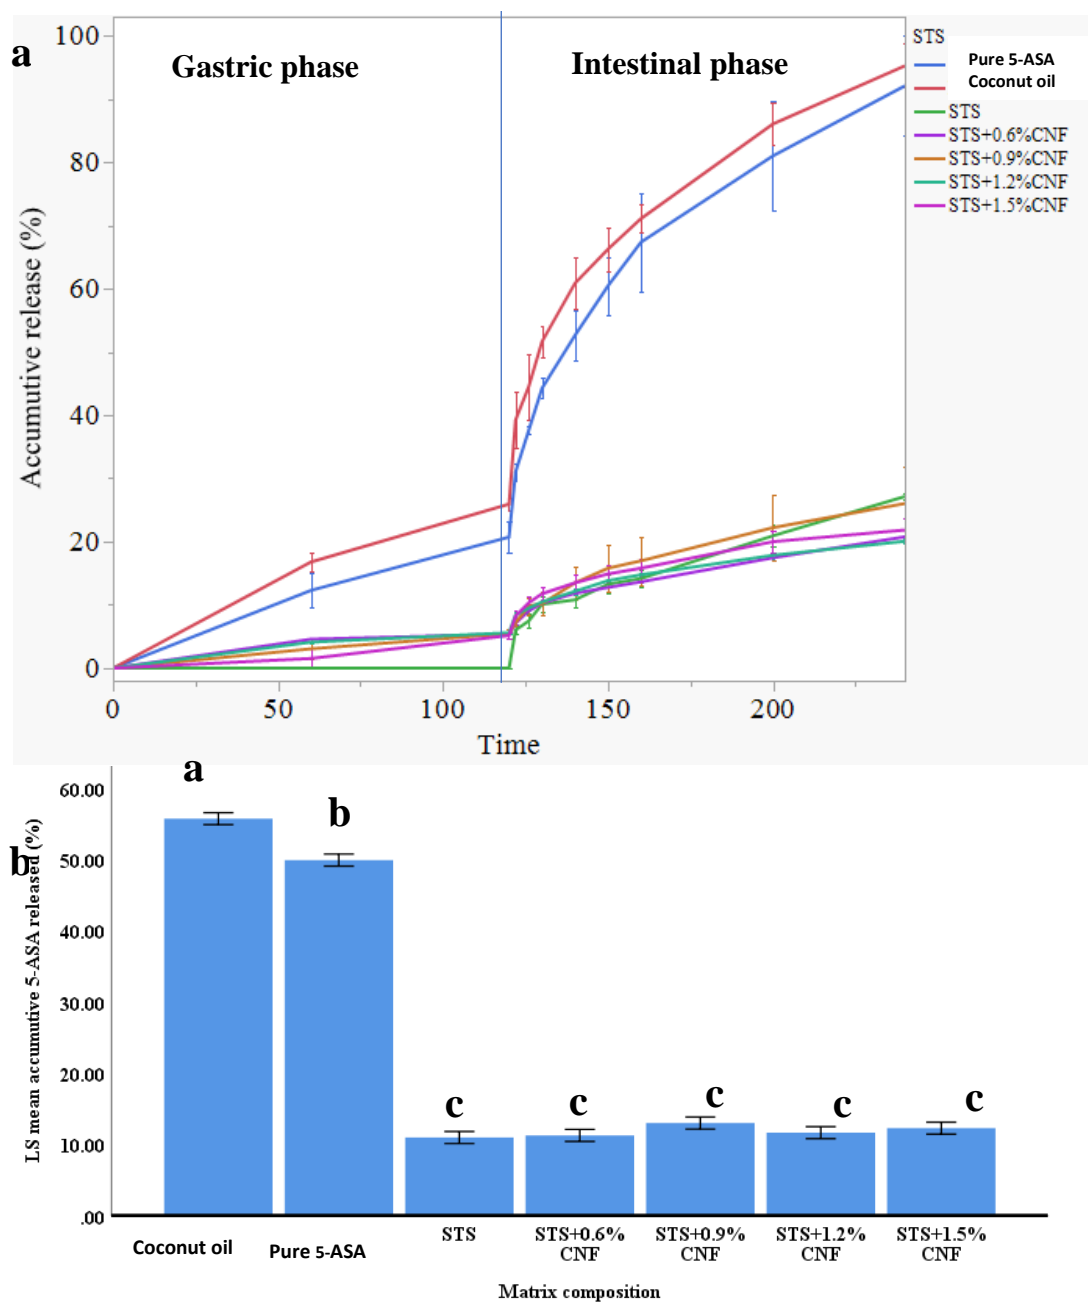 a
Gastric phase
Intestinal phase
100
80
60
40
20
0
Accumutive release (%)
0
50
100
150
200
Time
STS
Pure 5-ASA
Coconut oil
STS
STS+0.6%CNF
STS+0.9%CNF
STS+1.2%CNF
STS+1.5%CNF
b
a
b
c
c
c
c
c
60.00
50.00
40.00
30.00
20.00
10.00
.00
LS mean accumutive 5-ASA released (%)
Coconut oil
Pure 5-ASA
STS
STS+0.6%
CNF
STS+0.9%
CNF
STS+1.2%
CNF
STS+1.5%
CNF
Matrix composition